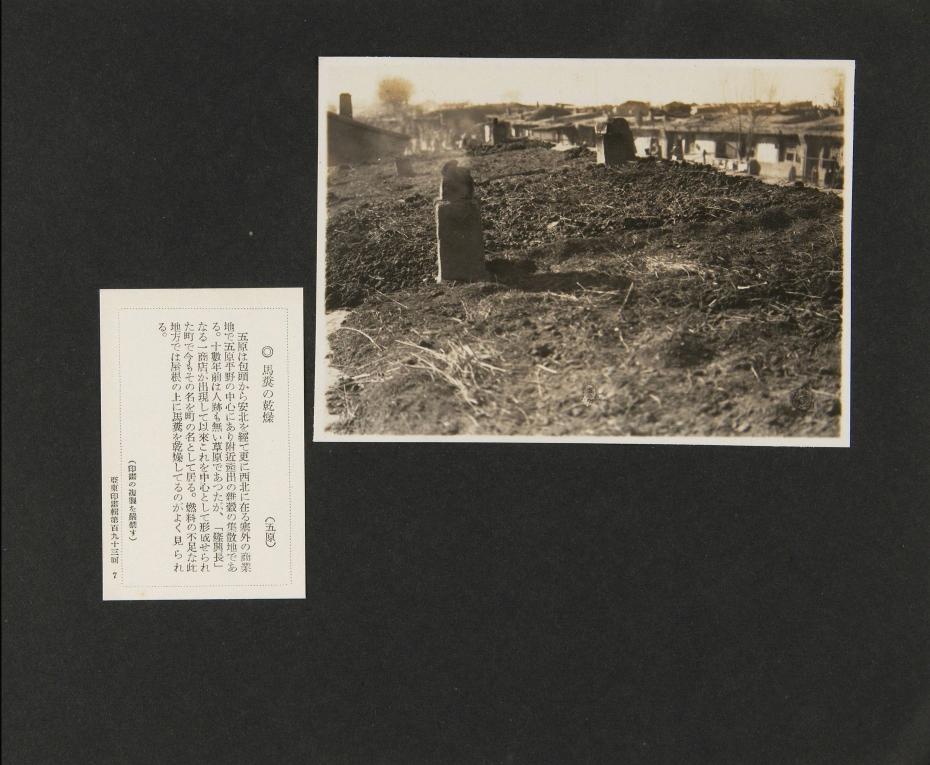 ◎ 馬糞の乾燥 （五原）
五原は包頭から安北を經て更に西北に在る塞外の商業
地で五原平野の中心にあり附近産出の雜穀の集散地であ
る。十數年前は人跡も無い草原であつたが、「隆興長」
なる一商店が出現して以來これを中心として形成せられ
た町で今もその名を町の名として居る。燃料の不足な此
地方では屋根の上に馬糞を乾燥してるのがよく見られ
る。
（印畫の複製を嚴禁す）
亞東印畫輯第百九十三回 7